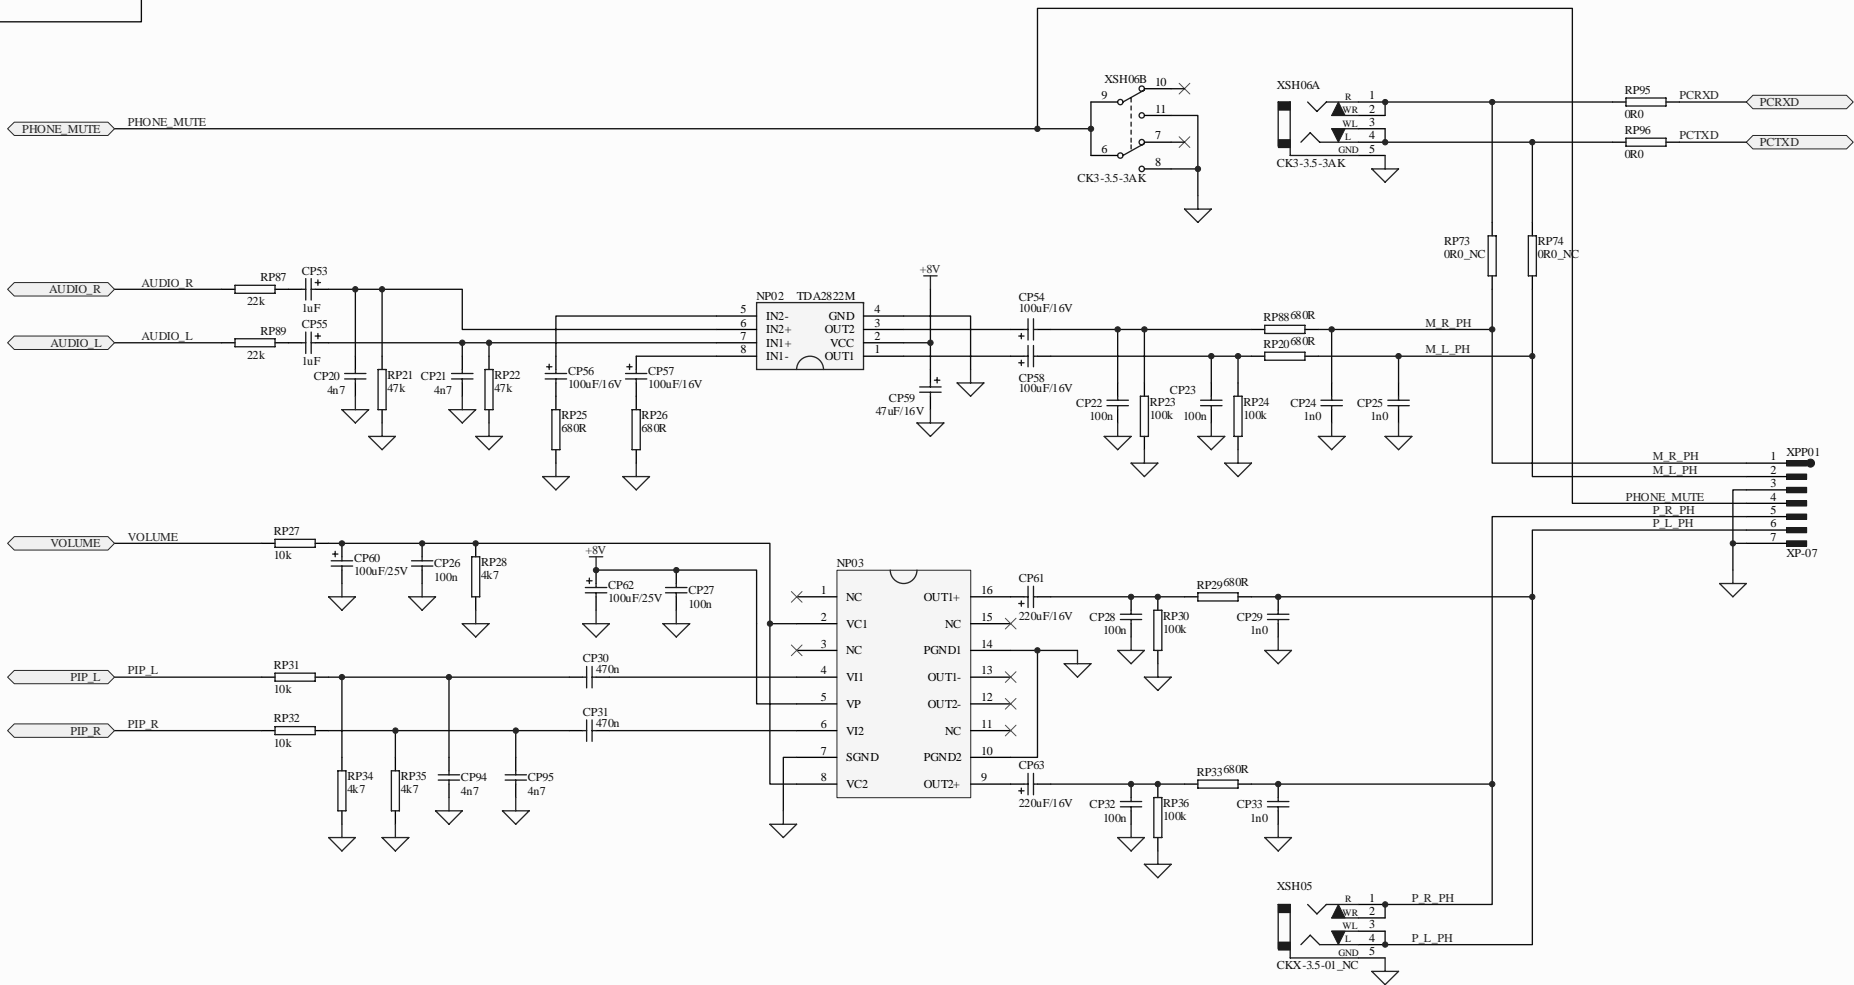 PHONE_MUTE PHONE_MUTE
XSH06B
9 10
11
7
6
8
CK3-3.5-3AK
XSH06A
R 1
WR 2
WL 3
L 4
GND 5
CK3-3.5-3AK
RP95 PCRXD PCRXD
0R0
RP96 PCTXD PCTXD
0R0
RP73
0R0_NC
RP74
0R0_NC
AUDIO_R AUDIO_R
RP87
22k
CP53
+
1uF
AUDIO_L AUDIO_L
RP89
22k
CP55
+
1uF
CP20
4n7
RP21
47k
CP21
4n7
RP22
47k
+ CP56
100uF/16V
RP25
680R
+ CP57
100uF/16V
RP26
680R
NP02 TDA2822M
5 IN2- GND 4
6 IN2+ OUT2 3
7 IN1+ VCC 2
8 IN1- OUT1 1
+8V
+
CP59
47uF/16V
CP54
100uF/16V
+
+
CP58
100uF/16V
CP22
100n
RP23
100k
CP23
100n
RP24
100k
RP88 680R
RP20 680R
CP24
1n0
CP25
1n0
M_R_PH
M_L_PH
XPP01
M_R_PH 1
M_L_PH 2
3
PHONE_MUTE 4
P_R_PH 5
P_L_PH 6
7
XP-07
VOLUME VOLUME
RP27
10k
+ CP60
100uF/25V
CP26
100n
RP28
4k7
+8V
+ CP62
100uF/25V
CP27
100n
NP03
1 NC OUT1+ 16
2 VC1 NC 15
3 NC PGND1 14
4 VI1 OUT1- 13
5 VP OUT2- 12
6 VI2 NC 11
7 SGND PGND2 10
8 VC2 OUT2+ 9
CP61
+
220uF/16V
CP28
100n
RP30
100k
RP29 680R
CP29
1n0
PIP_L PIP_L
RP31
10k
CP30
470n
PIP_R PIP_R
RP32
10k
CP31
470n
RP34
4k7
RP35
4k7
CP94
4n7
CP95
4n7
CP63
+
220uF/16V
CP32
100n
RP36
100k
RP33 680R
CP33
1n0
XSH05
R 1 P_R_PH
WR 2
WL 3
L 4 P_L_PH
GND 5
CKX-3.5-01_NC